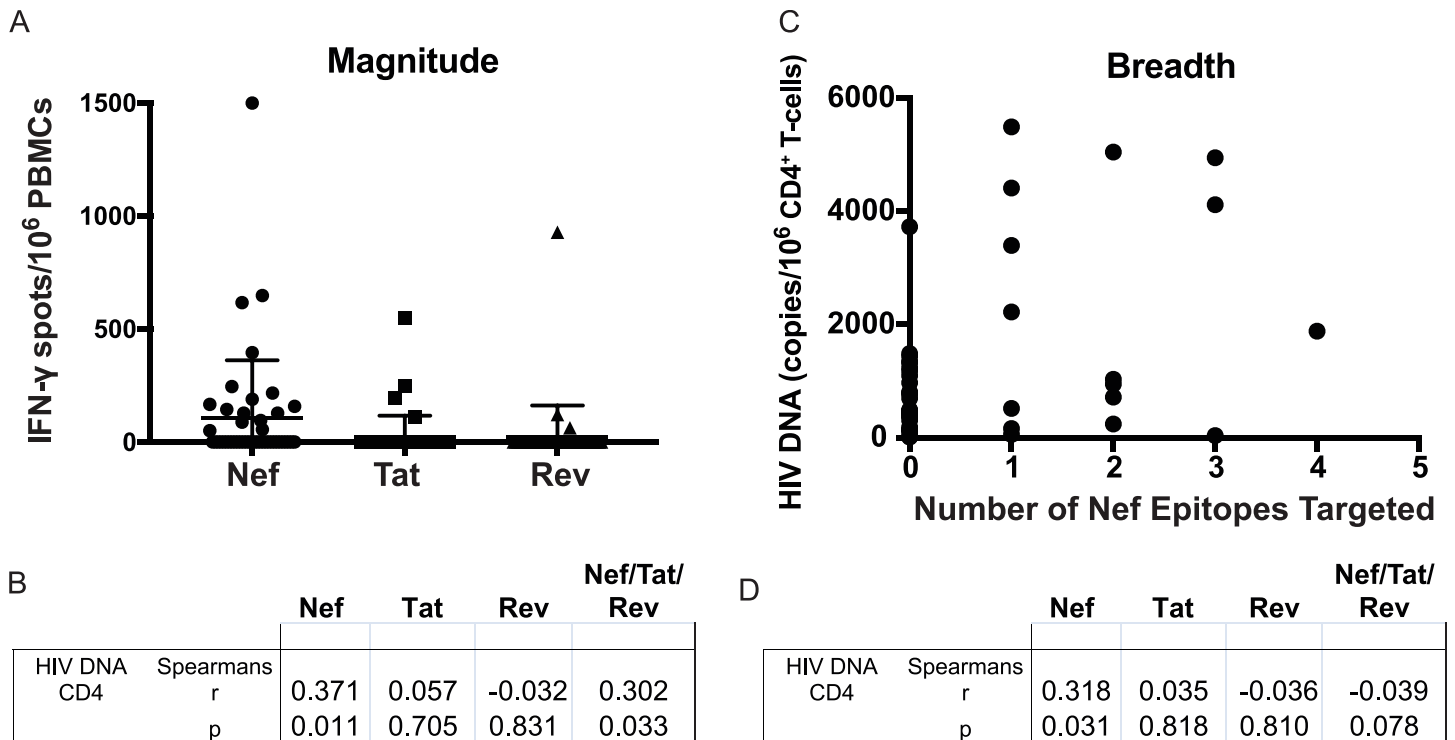 A
Magnitude
IFN-γ spots/10⁶ PBMCs
1500
1000
500
0
Nef Tat Rev
C
Breadth
HIV DNA (copies/10⁶ CD4⁺ T-cells)
6000
4000
2000
0
0 1 2 3 4 5
Number of Nef Epitopes Targeted
B
Nef Tat Rev Nef/Tat/
Rev
HIV DNA Spearmans
CD4 r 0.371 0.057 -0.032 0.302
p 0.011 0.705 0.831 0.033
D
Nef Tat Rev Nef/Tat/
Rev
HIV DNA Spearmans
CD4 r 0.318 0.035 -0.036 -0.039
p 0.031 0.818 0.810 0.078